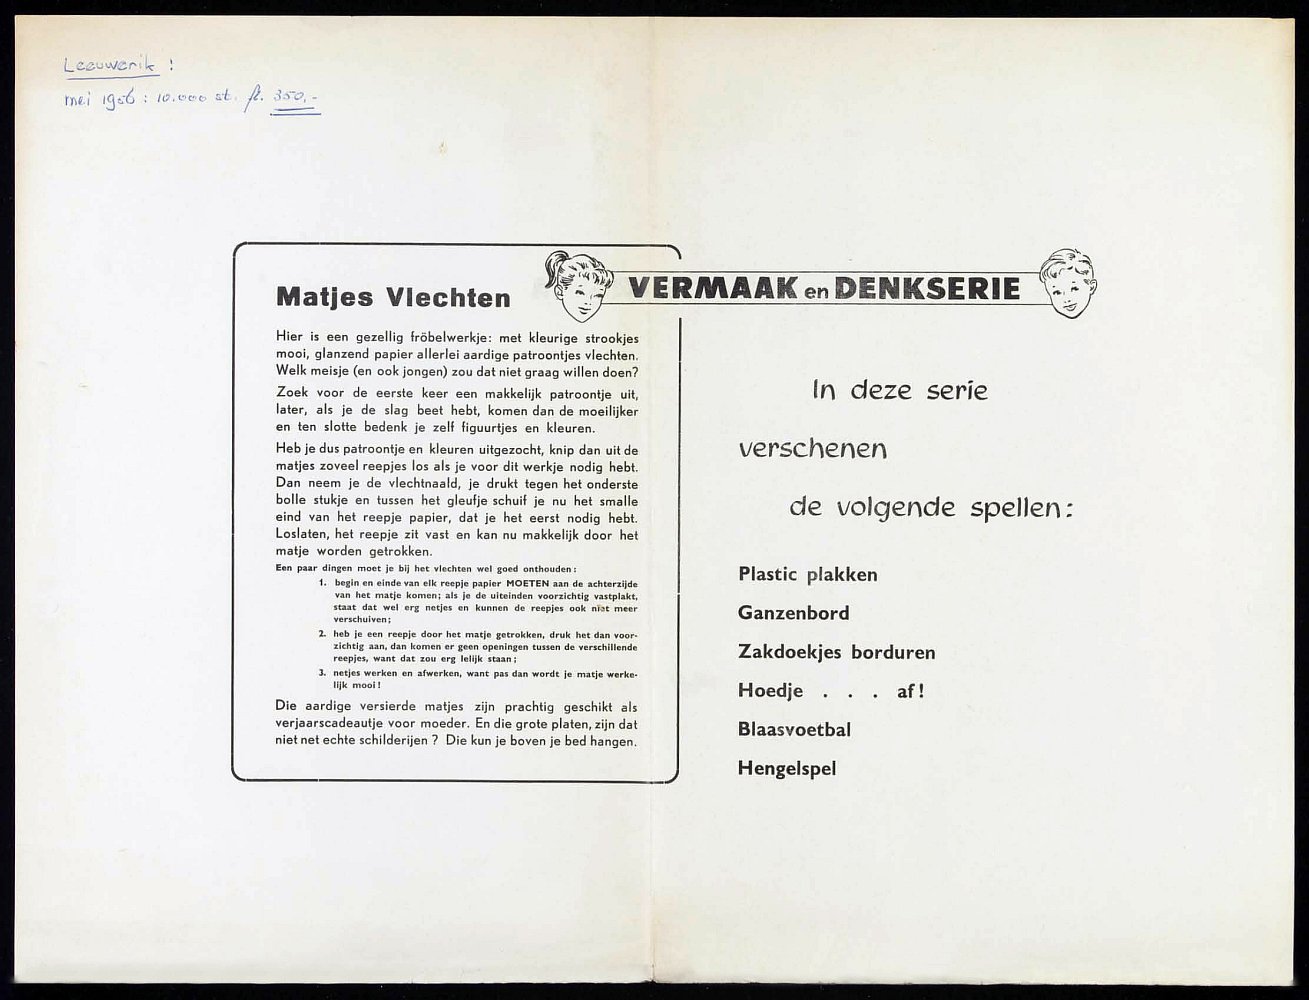 Leeuwerik :
mei 1956 : 10.000 st. fl. 350,-
Matjes Vlechten
Hier is een gezellig fröbelwerkje: met kleurige strookjes
mooi, glanzend papier allerlei aardige patroontjes vlechten.
Welk meisje (en ook jongen) zou dat niet graag willen doen?
Zoek voor de eerste keer een makkelijk patroontje uit,
later, als je de slag beet hebt, komen dan de moeilijker
en ten slotte bedenk je zelf figuurtjes en kleuren.
Heb je dus patroontje en kleuren uitgezocht, knip dan uit de
matjes zoveel reepjes los als je voor dit werkje nodig hebt.
Dan neem je de vlechtnaald, je drukt tegen het onderste
bolle stukje en tussen het gleufje schuif je nu het smalle
eind van het reepje papier, dat je het eerst nodig hebt.
Loslaten, het reepje zit vast en kan nu makkelijk door het
matje worden getrokken.
Een paar dingen moet je bij het vlechten wel goed onthouden:
1. begin en einde van elk reepje papier MOETEN aan de achterzijde
van het matje komen; als je de uiteinden voorzichtig vastplakt,
staat dat wel erg netjes en kunnen de reepjes ook niet meer
verschuiven;
2. heb je een reepje door het matje getrokken, druk het dan voor-
zichtig aan, dan komen er geen openingen tussen de verschillende
reepjes, want dat zou erg lelijk staan;
3. netjes werken en afwerken, want pas dan wordt je matje werke-
lijk mooi!
Die aardige versierde matjes zijn prachtig geschikt als
verjaarscadeautje voor moeder. En die grote platen, zijn dat
niet net echte schilderijen ? Die kun je boven je bed hangen.
VERMAAK en DENKSERIE
In deze serie
verschenen
de volgende spellen:
Plastic plakken
Ganzenbord
Zakdoekjes borduren
Hoedje . . . af!
Blaasvoetbal
Hengelspel